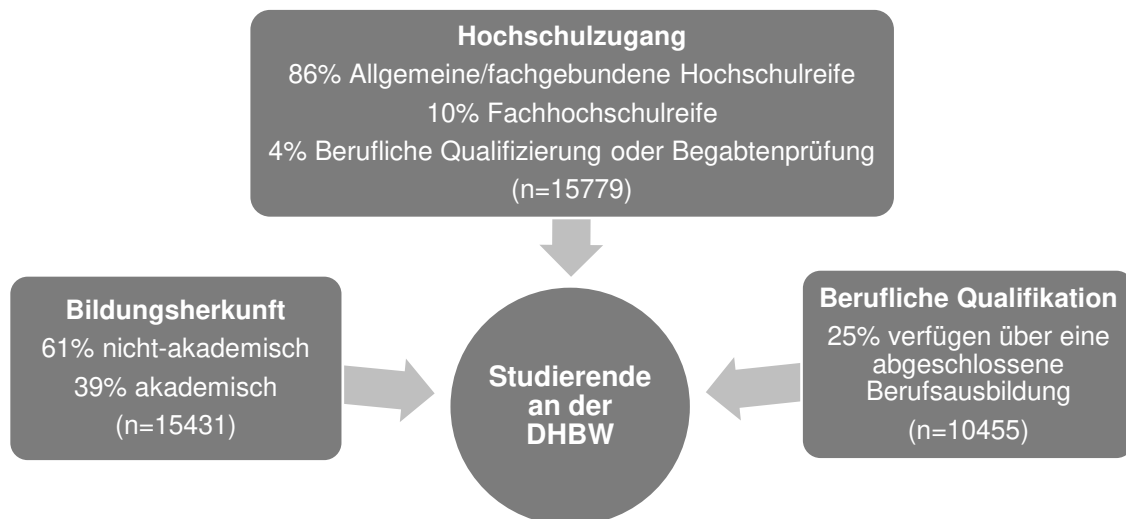 Hochschulzugang
86% Allgemeine/fachgebundene Hochschulreife
10% Fachhochschulreife
4% Berufliche Qualifizierung oder Begabtenprüfung
(n=15779)
Bildungsherkunft
61% nicht-akademisch
39% akademisch
(n=15431)
Studierende
an der
DHBW
Berufliche Qualifikation
25% verfügen über eine
abgeschlossene
Berufsausbildung
(n=10455)